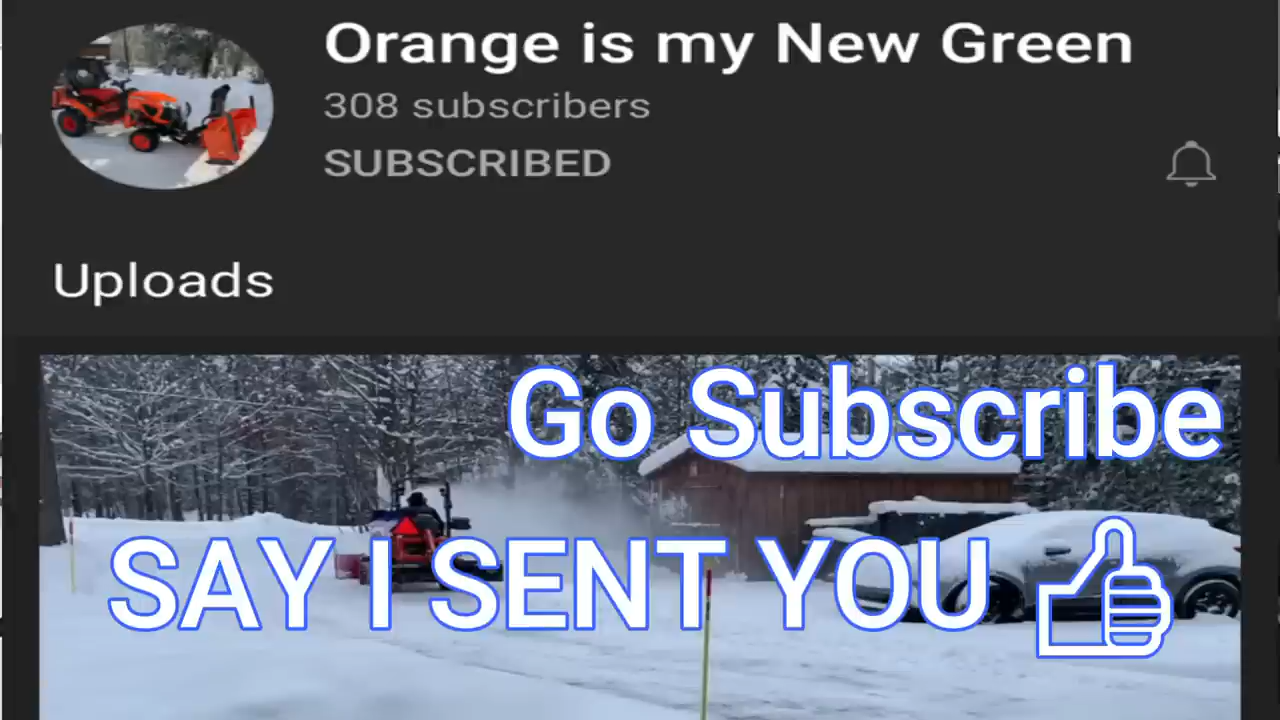 Orange is my New Green
308 subscribers
SUBSCRIBED
Uploads
Go Subscribe
SAY I SENT YOU